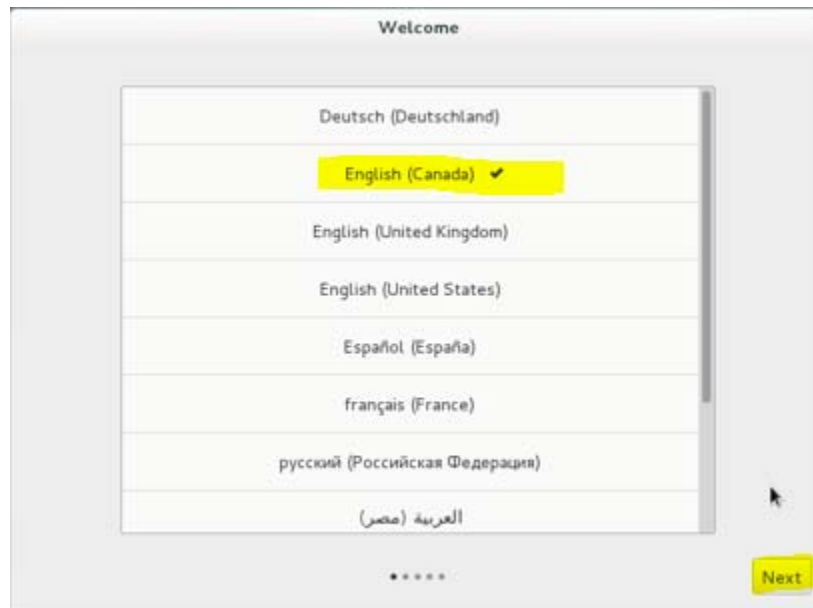 Welcome
Deutsch (Deutschland)
English (Canada) ✔
English (United Kingdom)
English (United States)
Español (España)
français (France)
русский (Российская Федерация)
العربية (مصر)
Next